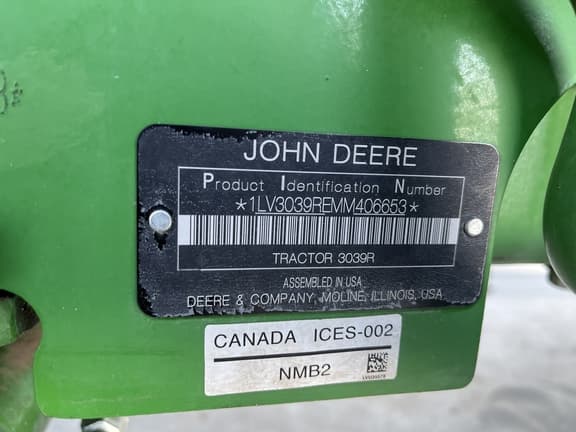 JOHN DEERE
Product Identification Number
*1LV3039REMM406653*
TRACTOR 3039R
ASSEMBLED IN USA
DEERE & COMPANY, MOLINE, ILLINOIS, USA
CANADA ICES-002
NMB2